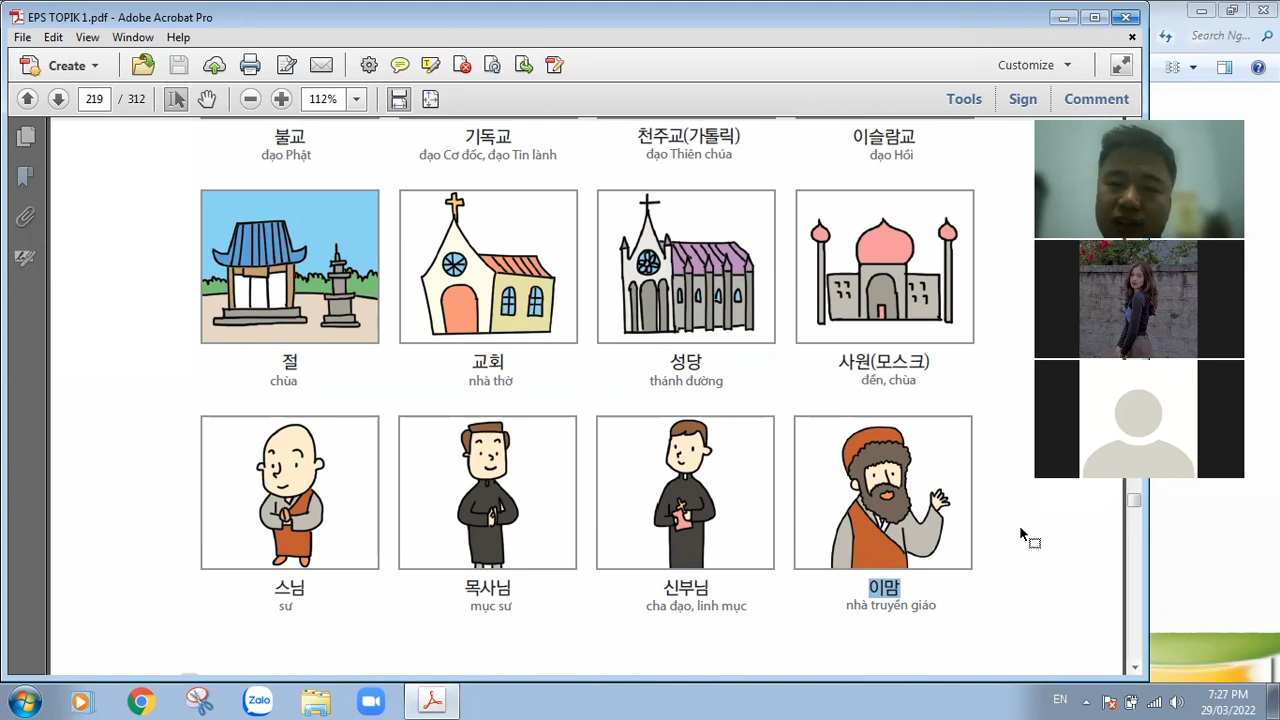 EPS TOPIK 1.pdf - Adobe Acrobat Pro
File Edit View Window Help
Create
Customize
219 / 312
112%
Tools Sign Comment
Search Ng...
불교 기독교 천주교(가톨릭) 이슬람교
đạo Phật đạo Cơ đốc, đạo Tin lành đạo Thiên chúa đạo Hồi
절 교회 성당 사원(모스크)
chùa nhà thờ thánh đường đền, chùa
스님 목사님 신부님 이맘
sư mục sư cha đạo, linh mục nhà truyền giáo
Zalo
EN
7:27 PM
29/03/2022